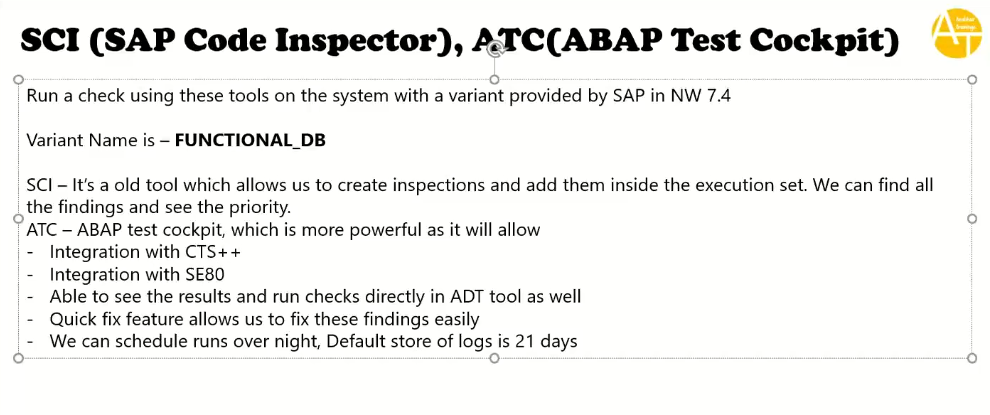 SCI (SAP Code Inspector), ATC(ABAP Test Cockpit)
Run a check using these tools on the system with a variant provided by SAP in NW 7.4
Variant Name is – FUNCTIONAL_DB
SCI – It's a old tool which allows us to create inspections and add them inside the execution set. We can find all
the findings and see the priority.
ATC – ABAP test cockpit, which is more powerful as it will allow
- Integration with CTS++
- Integration with SE80
- Able to see the results and run checks directly in ADT tool as well
- Quick fix feature allows us to fix these findings easily
- We can schedule runs over night, Default store of logs is 21 days
AT